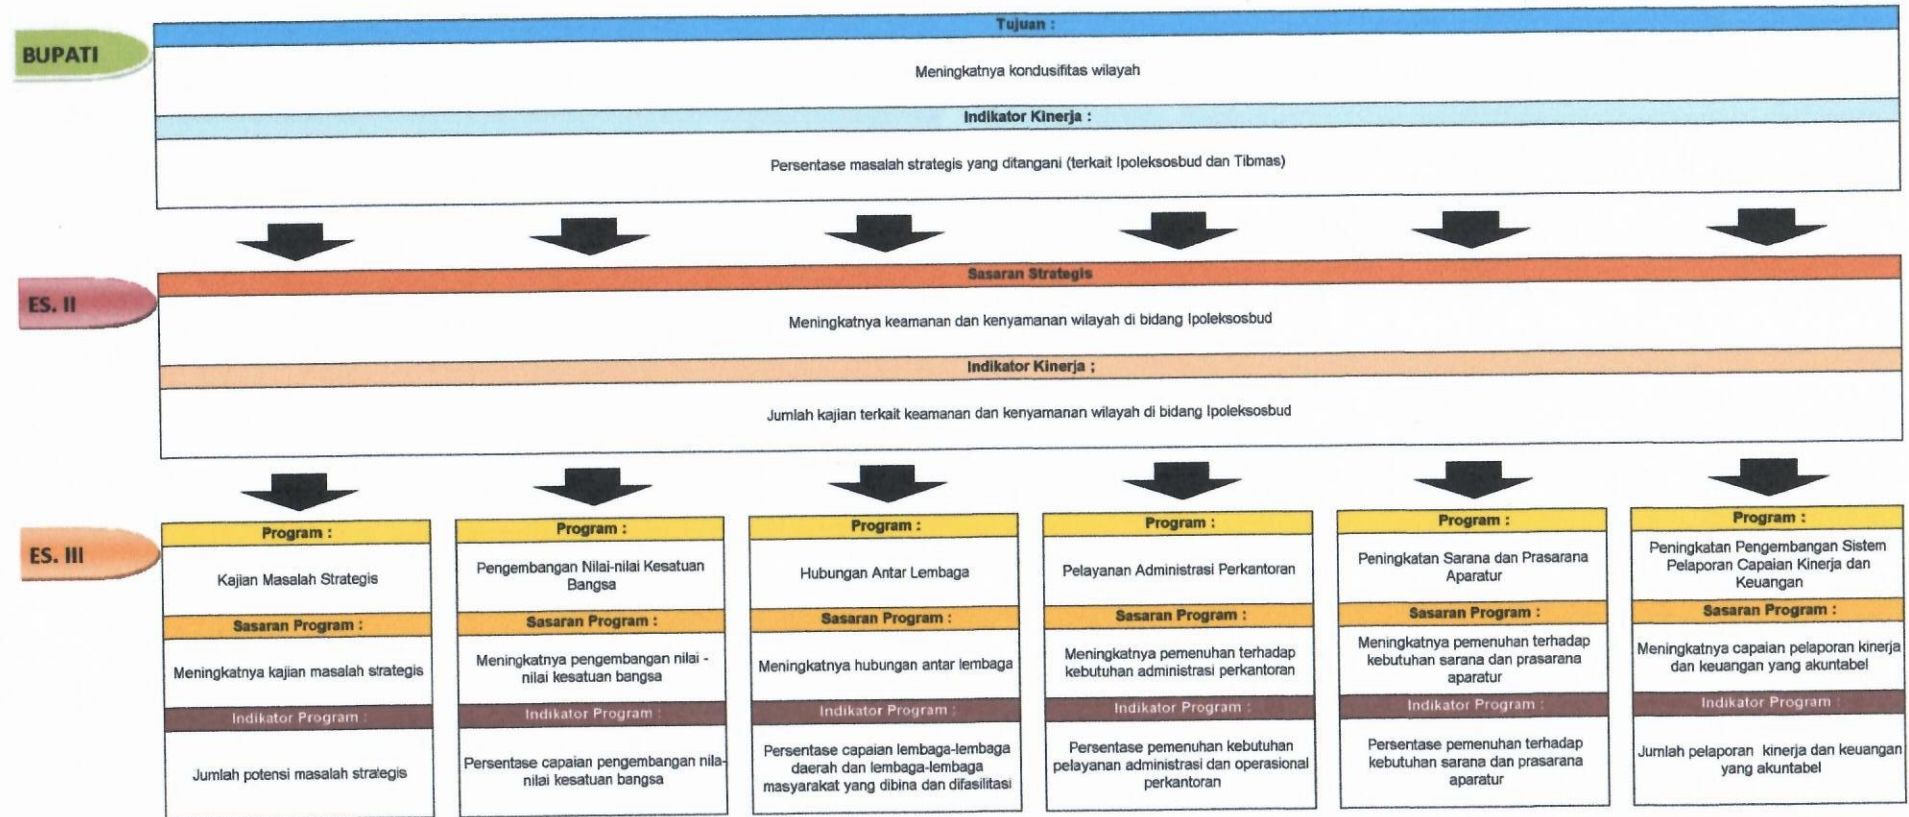 BUPATI
Tujuan :
Meningkatnya kondusifitas wilayah
Indikator Kinerja :
Persentase masalah strategis yang ditangani (terkait Ipoleksosbud dan Tibmas)
ES. II
Sasaran Strategis
Meningkatnya keamanan dan kenyamanan wilayah di bidang Ipoleksosbud
Indikator Kinerja ;
Jumlah kajian terkait keamanan dan kenyamanan wilayah di bidang Ipoleksosbud
ES. III
Program :
Kajian Masalah Strategis
Sasaran Program :
Meningkatnya kajian masalah strategis
Indikator Program :
Jumlah potensi masalah strategis
Program :
Pengembangan Nilai-nilai Kesatuan
Bangsa
Sasaran Program :
Meningkatnya pengembangan nilai -
nilai kesatuan bangsa
Indikator Program :
Persentase capaian pengembangan nila-
nilai kesatuan bangsa
Program :
Hubungan Antar Lembaga
Sasaran Program :
Meningkatnya hubungan antar lembaga
Indikator Program :
Persentase capaian lembaga-lembaga
daerah dan lembaga-lembaga
masyarakat yang dibina dan difasilitasi
Program :
Pelayanan Administrasi Perkantoran
Sasaran Program :
Meningkatnya pemenuhan terhadap
kebutuhan administrasi perkantoran
Indikator Program :
Persentase pemenuhan kebutuhan
pelayanan administrasi dan operasional
perkantoran
Program :
Peningkatan Sarana dan Prasarana
Aparatur
Sasaran Program :
Meningkatnya pemenuhan terhadap
kebutuhan sarana dan prasarana
aparatur
Indikator Program :
Persentase pemenuhan terhadap
kebutuhan sarana dan prasarana
aparatur
Program :
Peningkatan Pengembangan Sistem
Pelaporan Capaian Kinerja dan
Keuangan
Sasaran Program :
Meningkatnya capaian pelaporan kinerja
dan keuangan yang akuntabel
Indikator Program :
Jumlah pelaporan kinerja dan keuangan
yang akuntabel